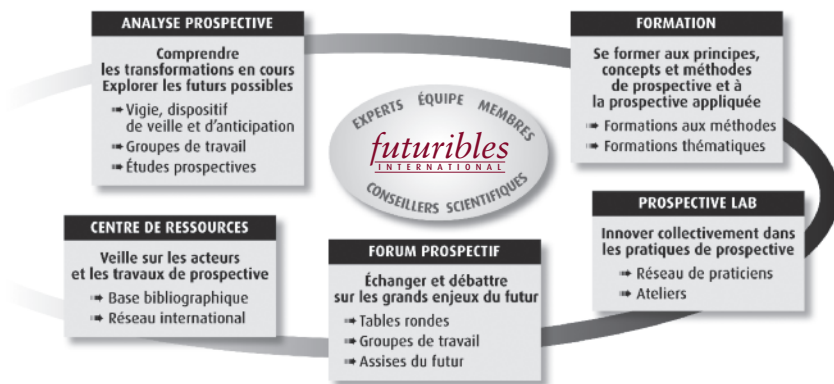 ANALYSE PROSPECTIVE
Comprendre
les transformations en cours
Explorer les futurs possibles
➠ Vigie, dispositif
de veille et d'anticipation
➠ Groupes de travail
➠ Études prospectives
FORMATION
Se former aux principes,
concepts et méthodes
de prospective et à
la prospective appliquée
➠ Formations aux méthodes
➠ Formations thématiques
EXPERTS ÉQUIPE MEMBRES
futuribles
INTERNATIONAL
CONSEILLERS SCIENTIFIQUES
PROSPECTIVE LAB
Innover collectivement dans
les pratiques de prospective
➠ Réseau de praticiens
➠ Ateliers
CENTRE DE RESSOURCES
Veille sur les acteurs
et les travaux de prospective
➠ Base bibliographique
➠ Réseau international
FORUM PROSPECTIF
Échanger et débattre
sur les grands enjeux du futur
➠ Tables rondes
➠ Groupes de travail
➠ Assises du futur